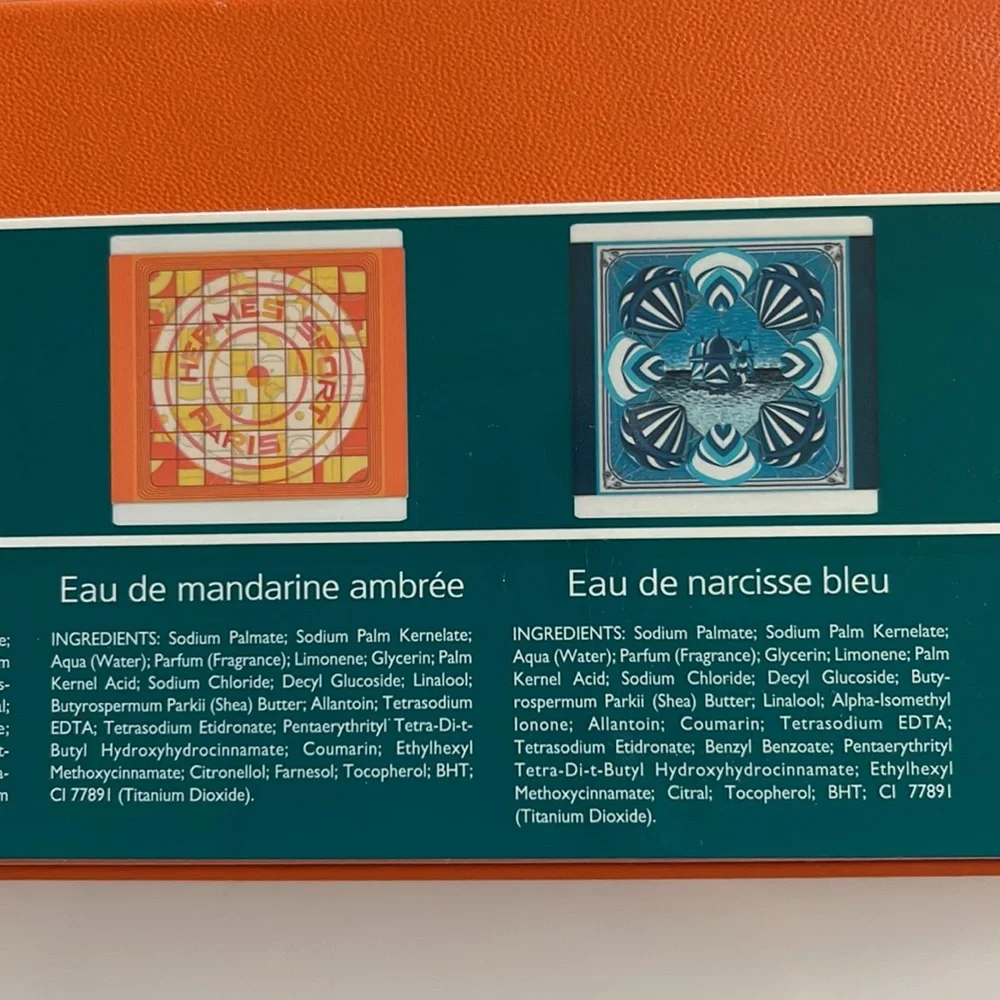 HERMES SPORT
PARIS
Eau de mandarine ambrée
INGREDIENTS: Sodium Palmate; Sodium Palm Kernelate;
Aqua (Water); Parfum (Fragrance); Limonene; Glycerin; Palm
Kernel Acid; Sodium Chloride; Decyl Glucoside; Linalool;
Butyrospermum Parkii (Shea) Butter; Allantoin; Tetrasodium
EDTA; Tetrasodium Etidronate; Pentaerythrityl Tetra-Di-t-
Butyl Hydroxyhydrocinnamate; Coumarin; Ethylhexyl
Methoxycinnamate; Citronellol; Farnesol; Tocopherol; BHT;
CI 77891 (Titanium Dioxide).
Eau de narcisse bleu
INGREDIENTS: Sodium Palmate; Sodium Palm Kernelate;
Aqua (Water); Parfum (Fragrance); Glycerin; Limonene; Palm
Kernel Acid; Sodium Chloride; Decyl Glucoside; Buty-
rospermum Parkii (Shea) Butter; Linalool; Alpha-Isomethyl
Ionone; Allantoin; Coumarin; Tetrasodium EDTA;
Tetrasodium Etidronate; Benzyl Benzoate; Pentaerythrityl
Tetra-Di-t-Butyl Hydroxyhydrocinnamate; Ethylhexyl
Methoxycinnamate; Citral; Tocopherol; BHT; CI 77891
(Titanium Dioxide).